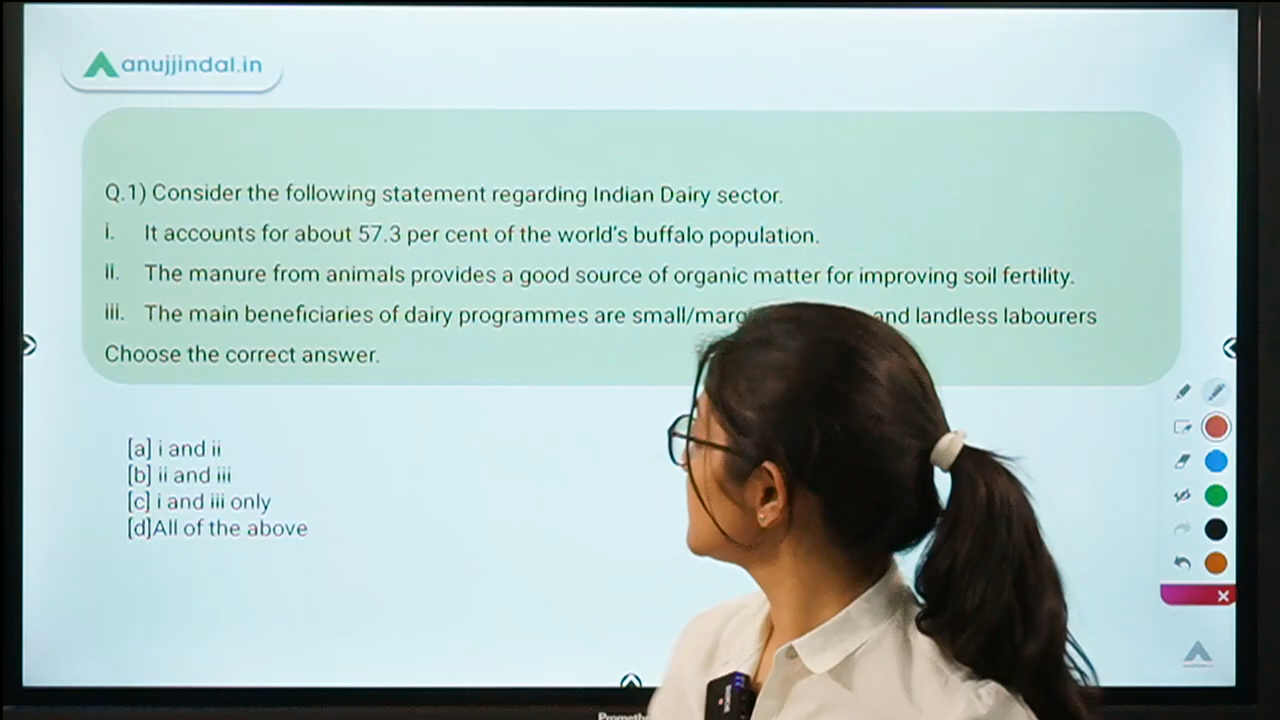 anujjindal.in
Q.1) Consider the following statement regarding Indian Dairy sector.
i. It accounts for about 57.3 per cent of the world's buffalo population.
ii. The manure from animals provides a good source of organic matter for improving soil fertility.
iii. The main beneficiaries of dairy programmes are and landless labourers
Choose the correct answer.
[a] i and ii
[b] ii and iii
[c] i and iii only
[d]All of the above